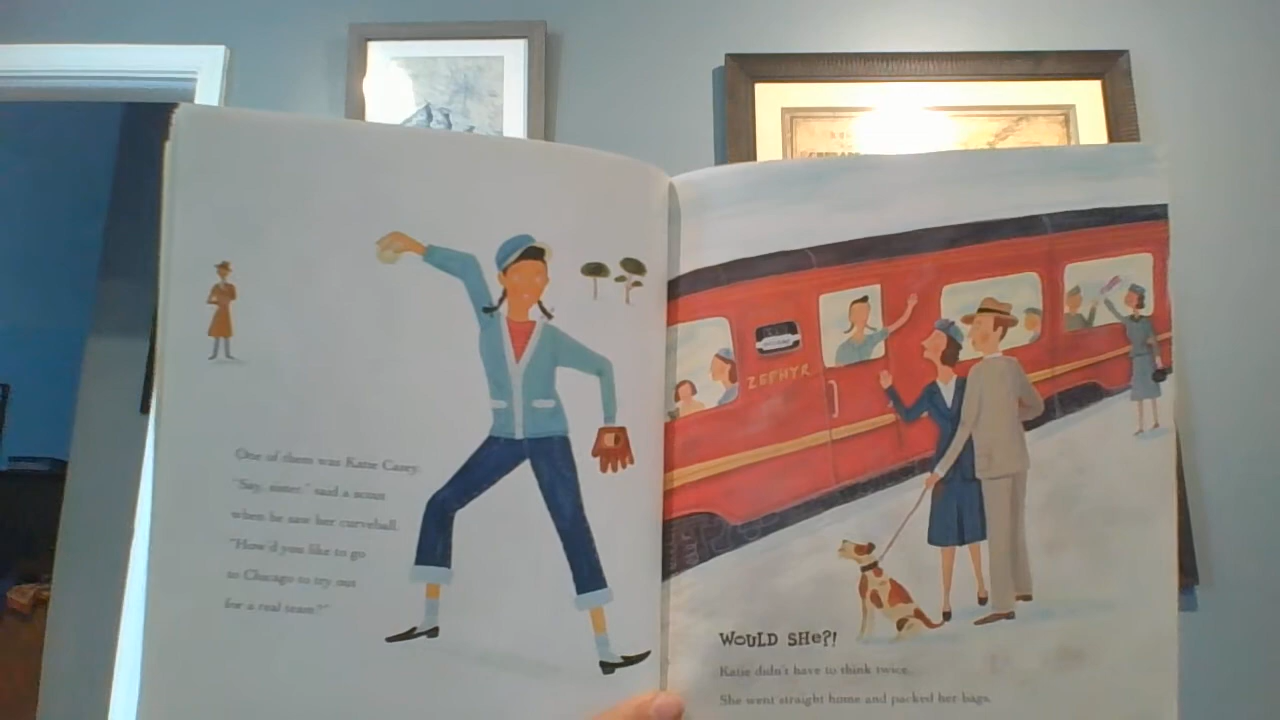 One of them was Katie Casey.
"Say, sister," said a scout
when he saw her curveball.
"How'd you like to go
to Chicago to try out
for a real team?"
ZEPHYR
WOULD SHe?!
Katie didn't have to think twice.
She went straight home and packed her bags.